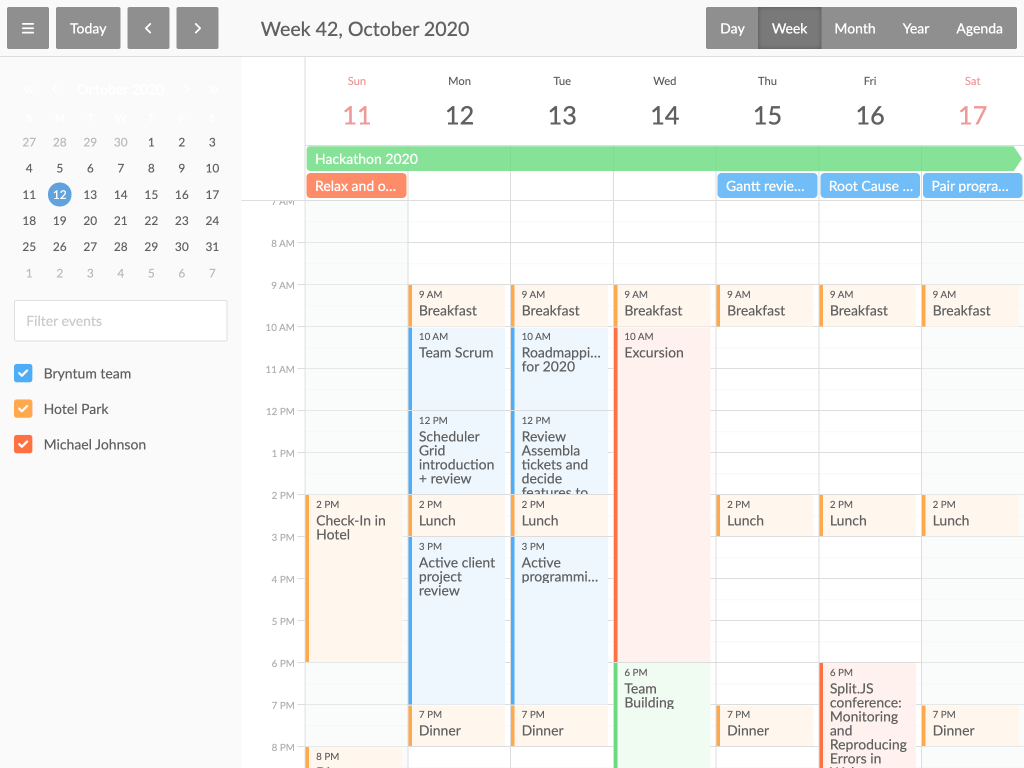 Today
Week 42, October 2020
Day Week Month Year Agenda
October 2020
27 28 29 30 1 2 3
4 5 6 7 8 9 10
11 12 13 14 15 16 17
18 19 20 21 22 23 24
25 26 27 28 29 30 31
1 2 3 4 5 6 7
Filter events
Bryntum team
Hotel Park
Michael Johnson
Sun Mon Tue Wed Thu Fri Sat
11 12 13 14 15 16 17
Hackathon 2020
Relax and o...
Gantt revie...
Root Cause ...
Pair progra...
7 AM
8 AM
9 AM
10 AM
11 AM
12 PM
1 PM
2 PM
3 PM
4 PM
5 PM
6 PM
7 PM
8 PM
2 PM
Check-In in
Hotel
8 PM
9 AM
Breakfast
10 AM
Team Scrum
12 PM
Scheduler
Grid
introduction
+ review
2 PM
Lunch
3 PM
Active client
project
review
7 PM
Dinner
9 AM
Breakfast
10 AM
Roadmappi...
for 2020
12 PM
Review
Assembla
tickets and
decide
features to
2 PM
Lunch
3 PM
Active
programmi...
7 PM
Dinner
9 AM
Breakfast
10 AM
Excursion
6 PM
Team
Building
9 AM
Breakfast
2 PM
Lunch
7 PM
Dinner
9 AM
Breakfast
2 PM
Lunch
6 PM
Split.JS
conference:
Monitoring
and
Reproducing
Errors in
9 AM
Breakfast
2 PM
Lunch
7 PM
Dinner